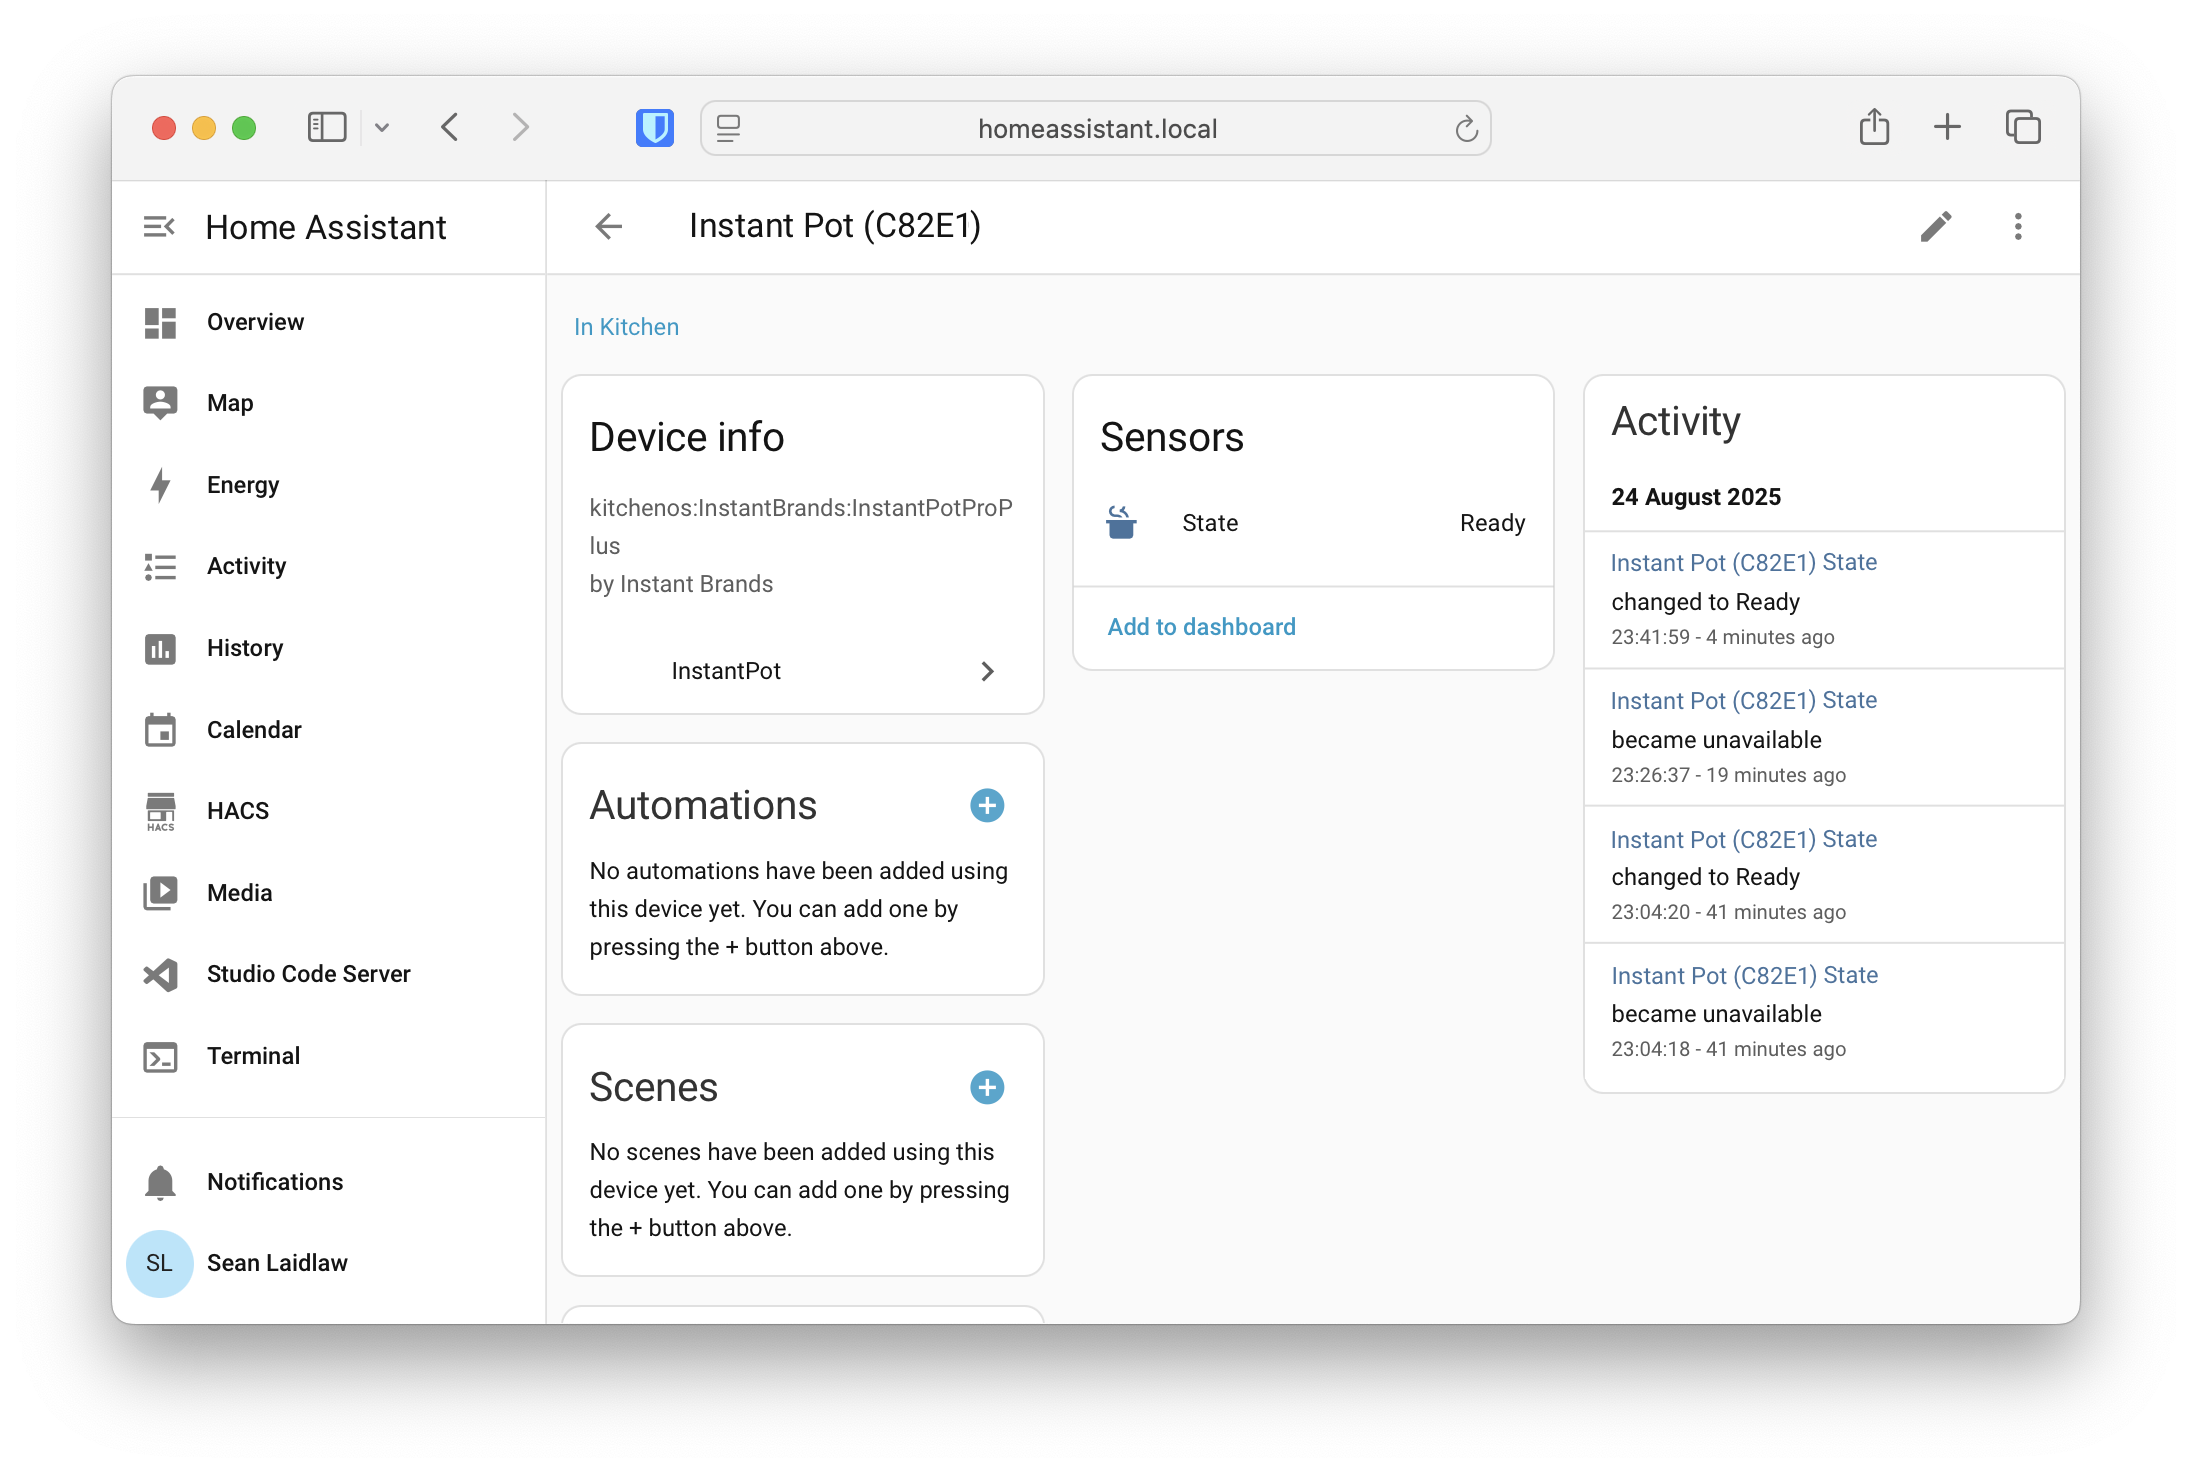 homeassistant.local
Home Assistant
Instant Pot (C82E1)
Overview
Map
Energy
Activity
History
Calendar
HACS
HACS
Media
Studio Code Server
Terminal
Notifications
SL
Sean Laidlaw
In Kitchen
Device info
kitchenos:InstantBrands:InstantPotProP
lus
by Instant Brands
InstantPot
Automations
No automations have been added using
this device yet. You can add one by
pressing the + button above.
Scenes
No scenes have been added using this
device yet. You can add one by pressing
the + button above.
Sensors
State
Ready
Add to dashboard
Activity
24 August 2025
Instant Pot (C82E1) State
changed to Ready
23:41:59 - 4 minutes ago
Instant Pot (C82E1) State
became unavailable
23:26:37 - 19 minutes ago
Instant Pot (C82E1) State
changed to Ready
23:04:20 - 41 minutes ago
Instant Pot (C82E1) State
became unavailable
23:04:18 - 41 minutes ago